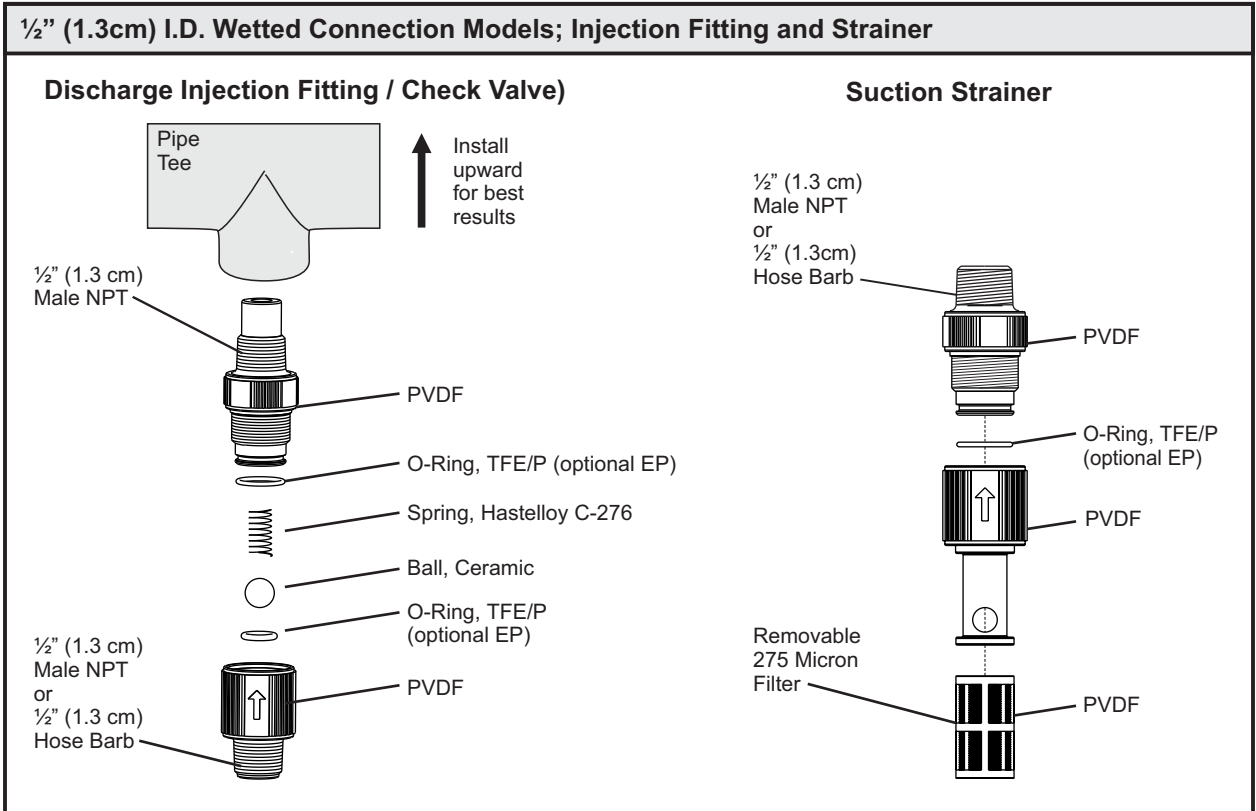 ½” (1.3cm) I.D. Wetted Connection Models; Injection Fitting and Strainer
Discharge Injection Fitting / Check Valve)
Pipe
Tee
Install
upward
for best
results
½” (1.3 cm)
Male NPT
PVDF
O-Ring, TFE/P (optional EP)
Spring, Hastelloy C-276
Ball, Ceramic
O-Ring, TFE/P
(optional EP)
½” (1.3 cm)
Male NPT
or
½” (1.3 cm)
Hose Barb
PVDF
Suction Strainer
½” (1.3 cm)
Male NPT
or
½” (1.3cm)
Hose Barb
PVDF
O-Ring, TFE/P
(optional EP)
PVDF
Removable
275 Micron
Filter
PVDF